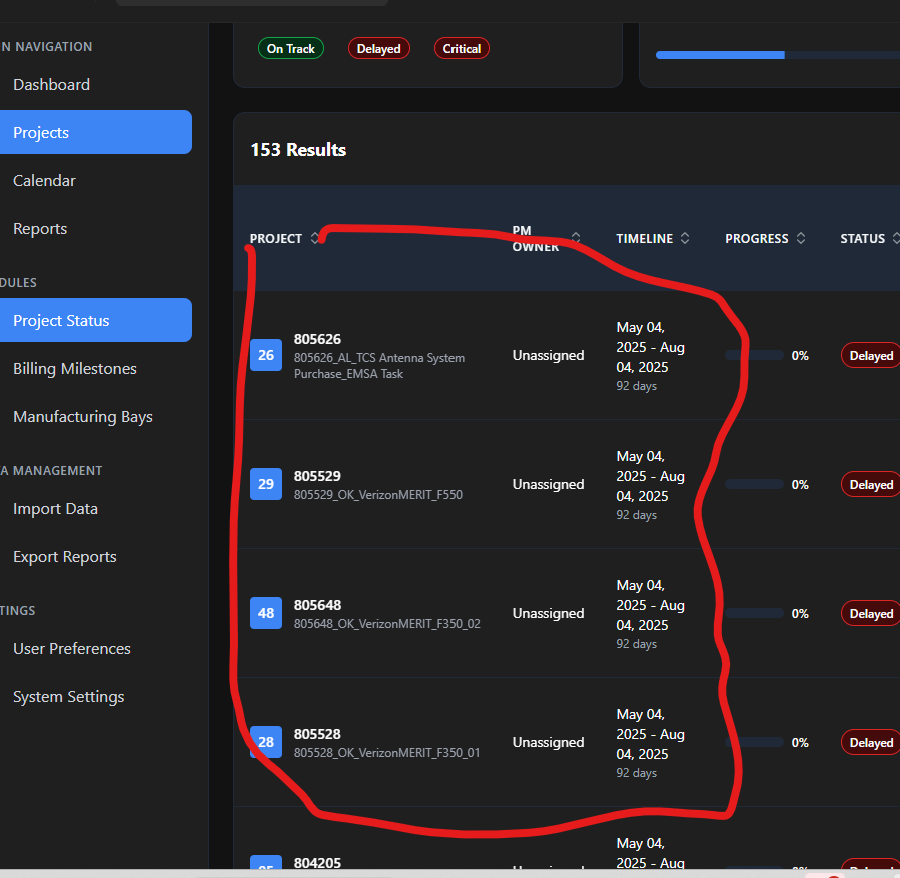 N NAVIGATION
Dashboard
Projects
Calendar
Reports
DULES
Project Status
Billing Milestones
Manufacturing Bays
A MANAGEMENT
Import Data
Export Reports
TINGS
User Preferences
System Settings
On Track Delayed Critical
153 Results
PROJECT PM OWNER TIMELINE PROGRESS STATUS
26
805626
805626_AL_TCS Antenna System
Purchase_EMSA Task
Unassigned
May 04,
2025 - Aug
04, 2025
92 days
0%
Delayed
29
805529
805529_OK_VerizonMERIT_F550
Unassigned
May 04,
2025 - Aug
04, 2025
92 days
0%
Delayed
48
805648
805648_OK_VerizonMERIT_F350_02
Unassigned
May 04,
2025 - Aug
04, 2025
92 days
0%
Delayed
28
805528
805528_OK_VerizonMERIT_F350_01
Unassigned
May 04,
2025 - Aug
04, 2025
92 days
0%
Delayed
804205
May 04,
2025 - Aug